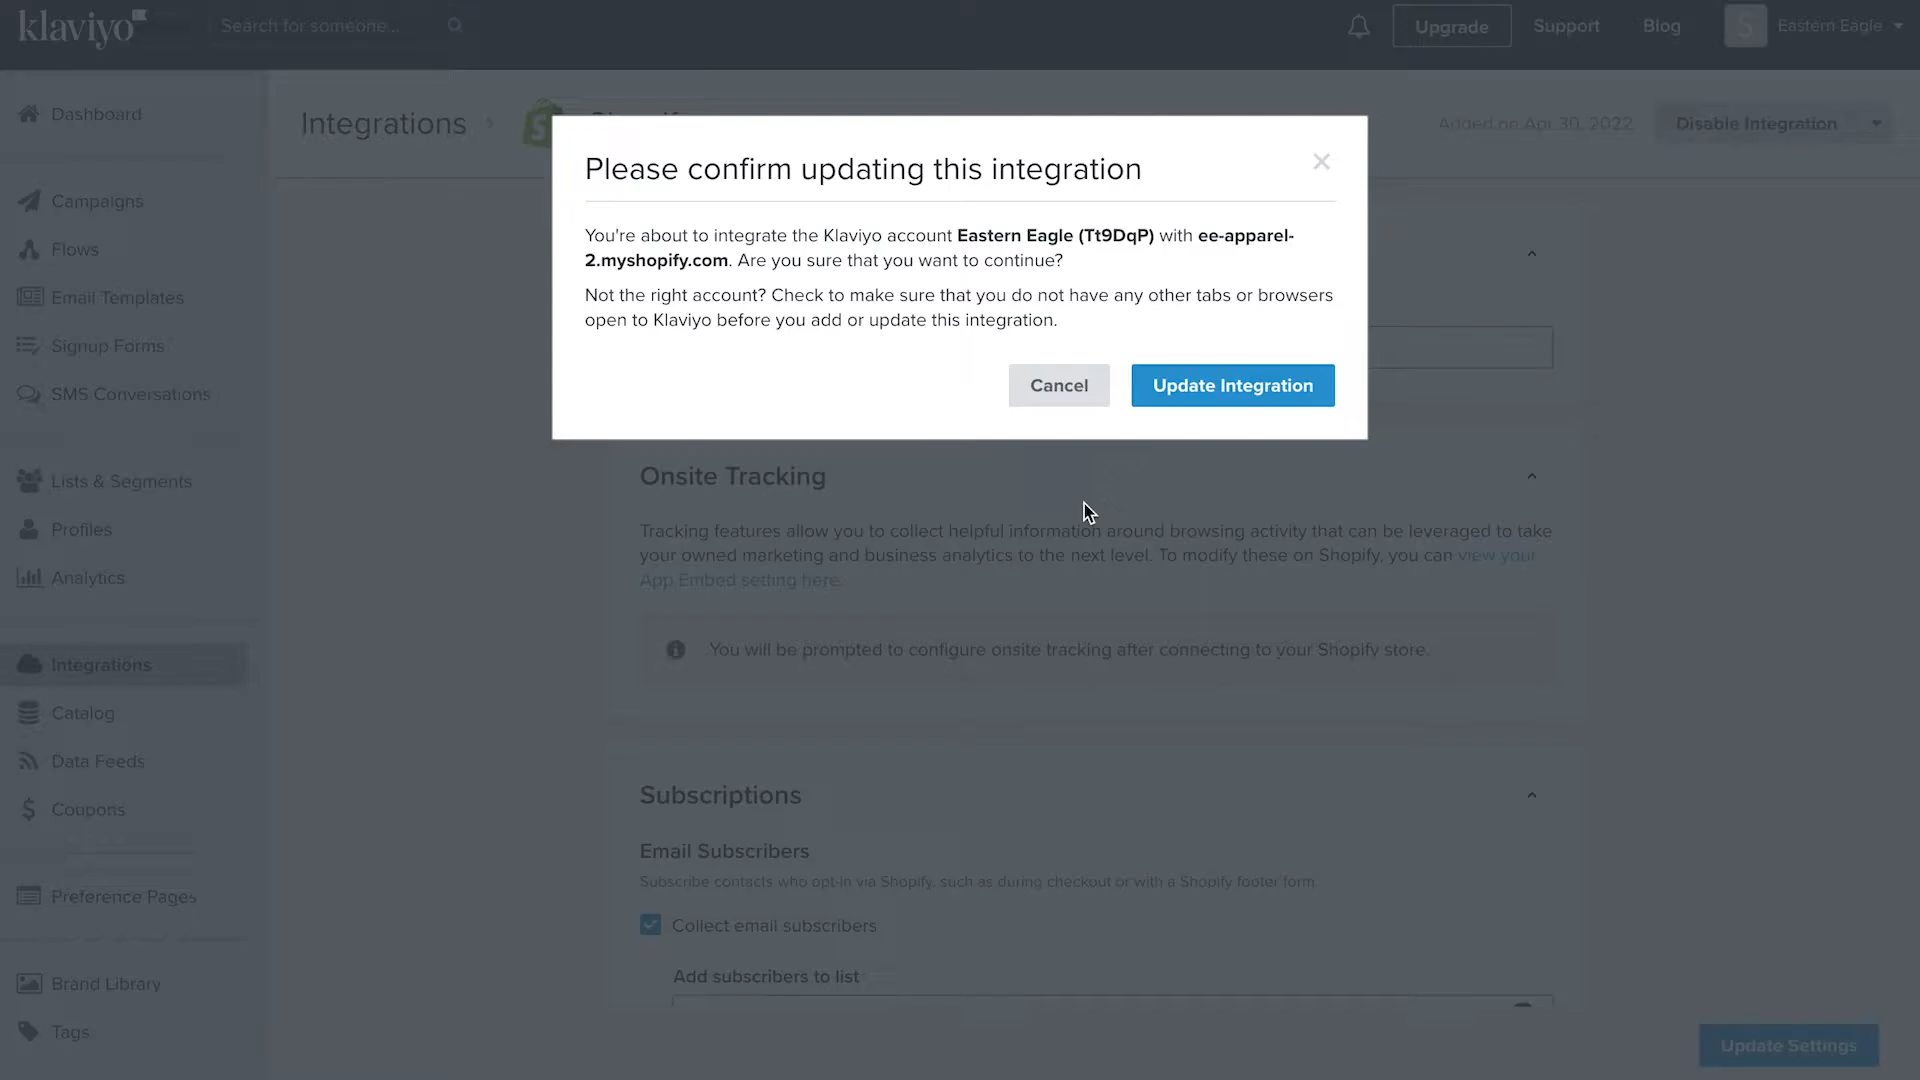 klaviyo
Search for someone...
Upgrade
Support
Blog
S
Eastern Eagle
Dashboard
Campaigns
Flows
Email Templates
Signup Forms
SMS Conversations
Lists & Segments
Profiles
Analytics
Integrations
Catalog
Data Feeds
Coupons
Preference Pages
Brand Library
Tags
Integrations
Added on Apr 30, 2022
Disable Integration
Please confirm updating this integration
You're about to integrate the Klaviyo account Eastern Eagle (Tt9DqP) with ee-apparel-
2.myshopify.com. Are you sure that you want to continue?
Not the right account? Check to make sure that you do not have any other tabs or browsers
open to Klaviyo before you add or update this integration.
Cancel
Update Integration
Onsite Tracking
Tracking features allow you to collect helpful information around browsing activity that can be leveraged to take
your owned marketing and business analytics to the next level. To modify these on Shopify, you can view your
App Embed setting here.
You will be prompted to configure onsite tracking after connecting to your Shopify store.
Subscriptions
Email Subscribers
Subscribe contacts who opt-in via Shopify, such as during checkout or with a Shopify footer form.
Collect email subscribers
Add subscribers to list
Update Settings